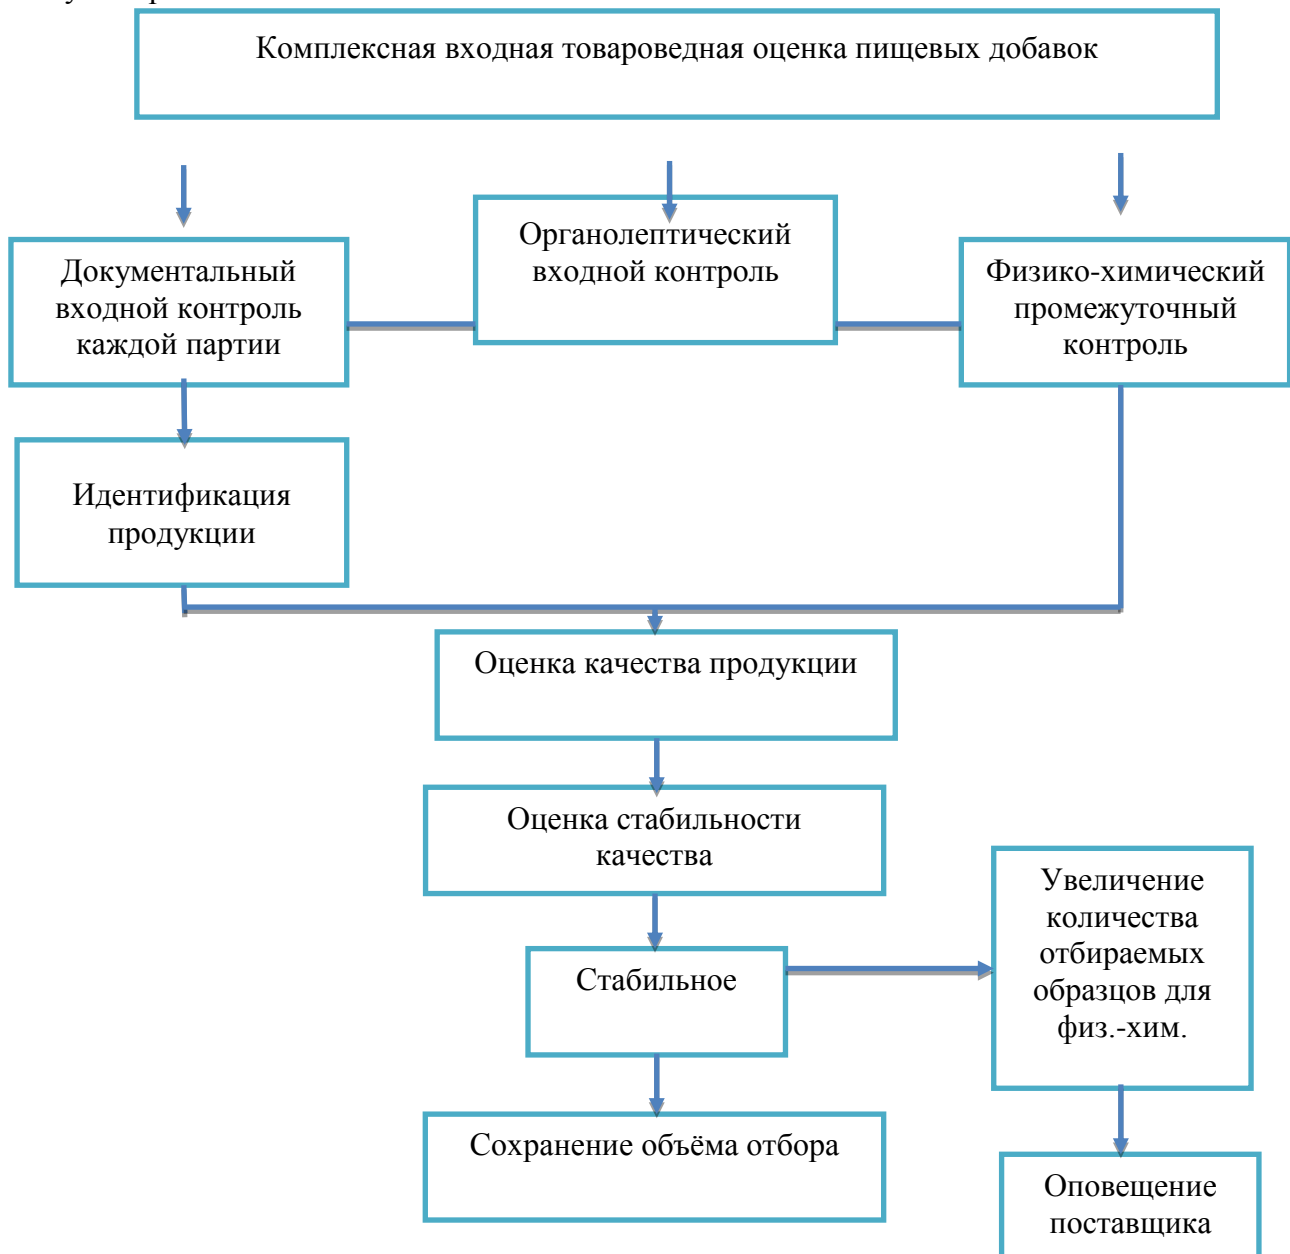 Комплексная входная товароведная оценка пищевых добавок
Документальный
входной контроль
каждой партии
Органолептический
входной контроль
Физико-химический
промежуточный
контроль
Идентификация
продукции
Оценка качества продукции
Оценка стабильности
качества
Увеличение
количества
отбираемых
образцов для
физ.-хим.
Стабильное
Сохранение объёма отбора
Оповещение
поставщика